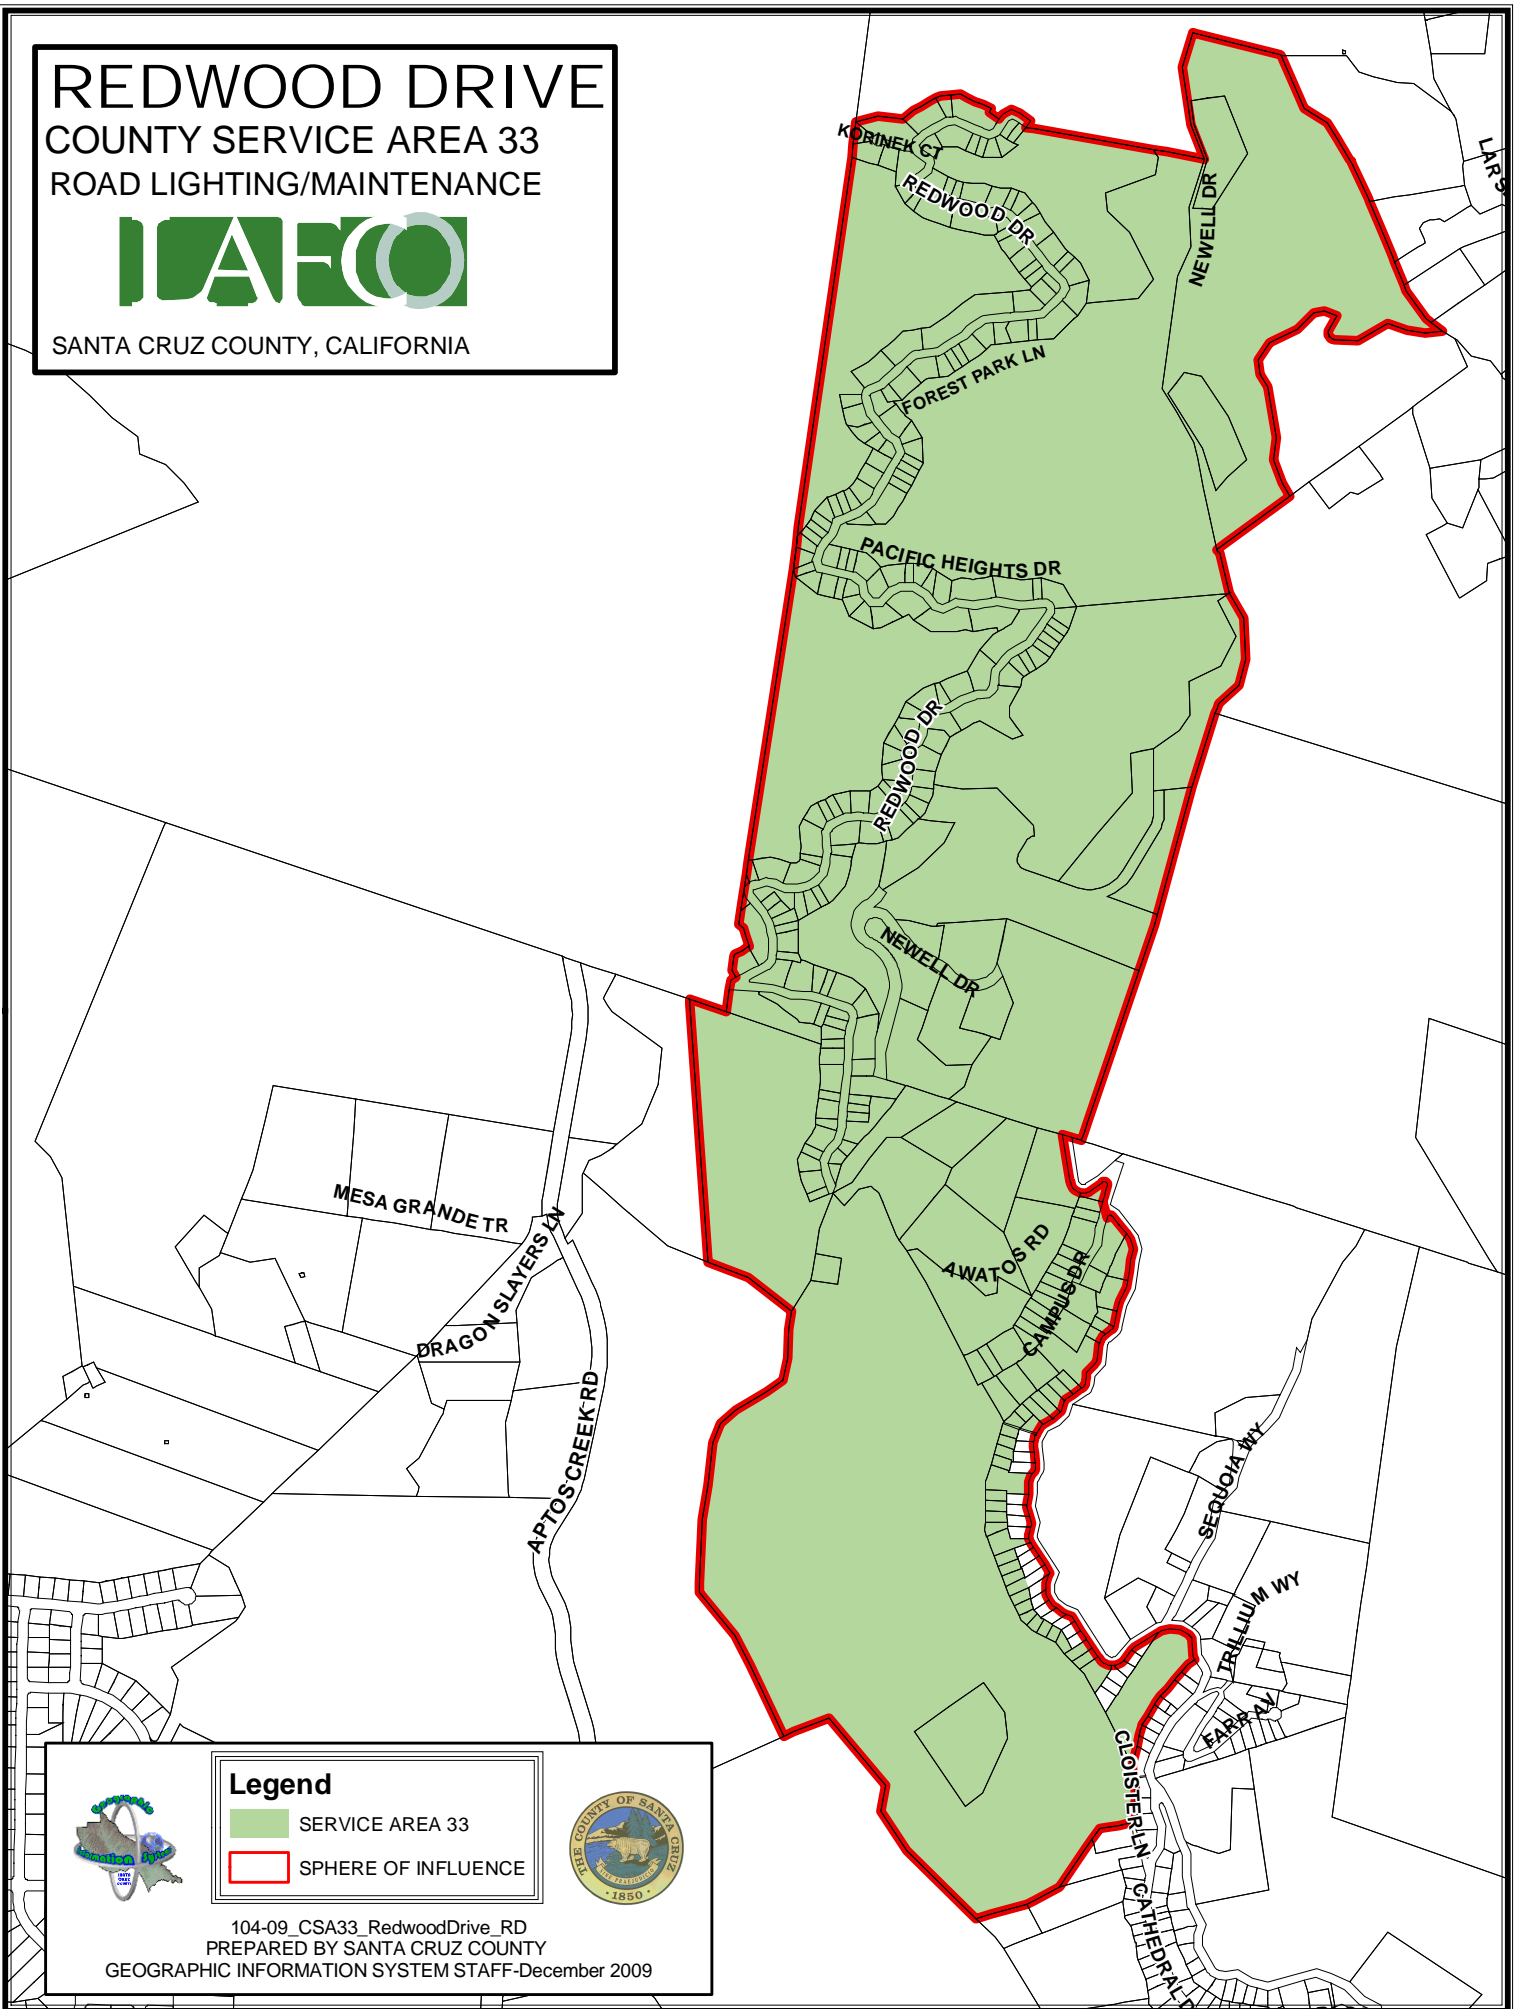 REDWOOD DRIVE
COUNTY SERVICE AREA 33
ROAD LIGHTING/MAINTENANCE
LAFCO
SANTA CRUZ COUNTY, CALIFORNIA
KORINEK CT
REDWOOD DR
NEWELL DR
FOREST PARK LN
PACIFIC HEIGHTS DR
REDWOOD DR
NEWELL DR
MESA GRANDE TR
DRAGON SLAYERS LN
APTOS CREEK RD
AWATOS RD
CAMPUS DR
SEQUOIA WY
TRILLIUM WY
FARR AV
CLOISTER LN
CATHEDRAL D
Legend
SERVICE AREA 33
SPHERE OF INFLUENCE
THE COUNTY OF SANTA CRUZ
1850
104-09_CSA33_RedwoodDrive_RD
PREPARED BY SANTA CRUZ COUNTY
GEOGRAPHIC INFORMATION SYSTEM STAFF-December 2009